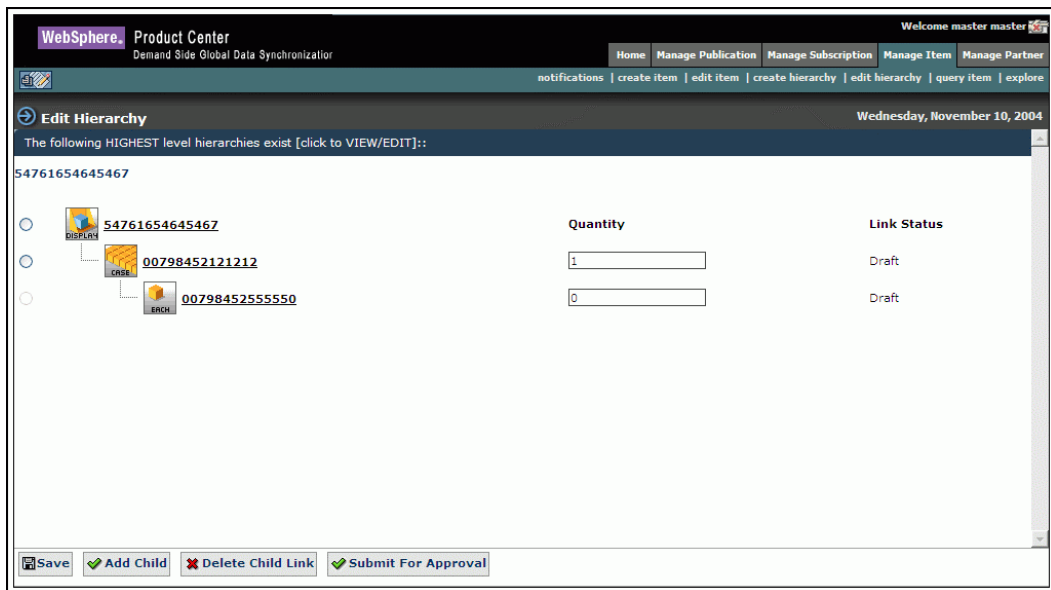 Welcome master master
WebSphere. Product Center
Demand Side Global Data Synchronization
Home Manage Publication Manage Subscription Manage Item Manage Partner
notifications | create item | edit item | create hierarchy | edit hierarchy | query item | explore
Edit Hierarchy Wednesday, November 10, 2004
The following HIGHEST level hierarchies exist [click to VIEW/EDIT]::
54761654645467
DISPLAY 54761654645467 Quantity Link Status
CASE 00798452121212 1 Draft
EACH 00798452555550 0 Draft
Save Add Child Delete Child Link Submit For Approval